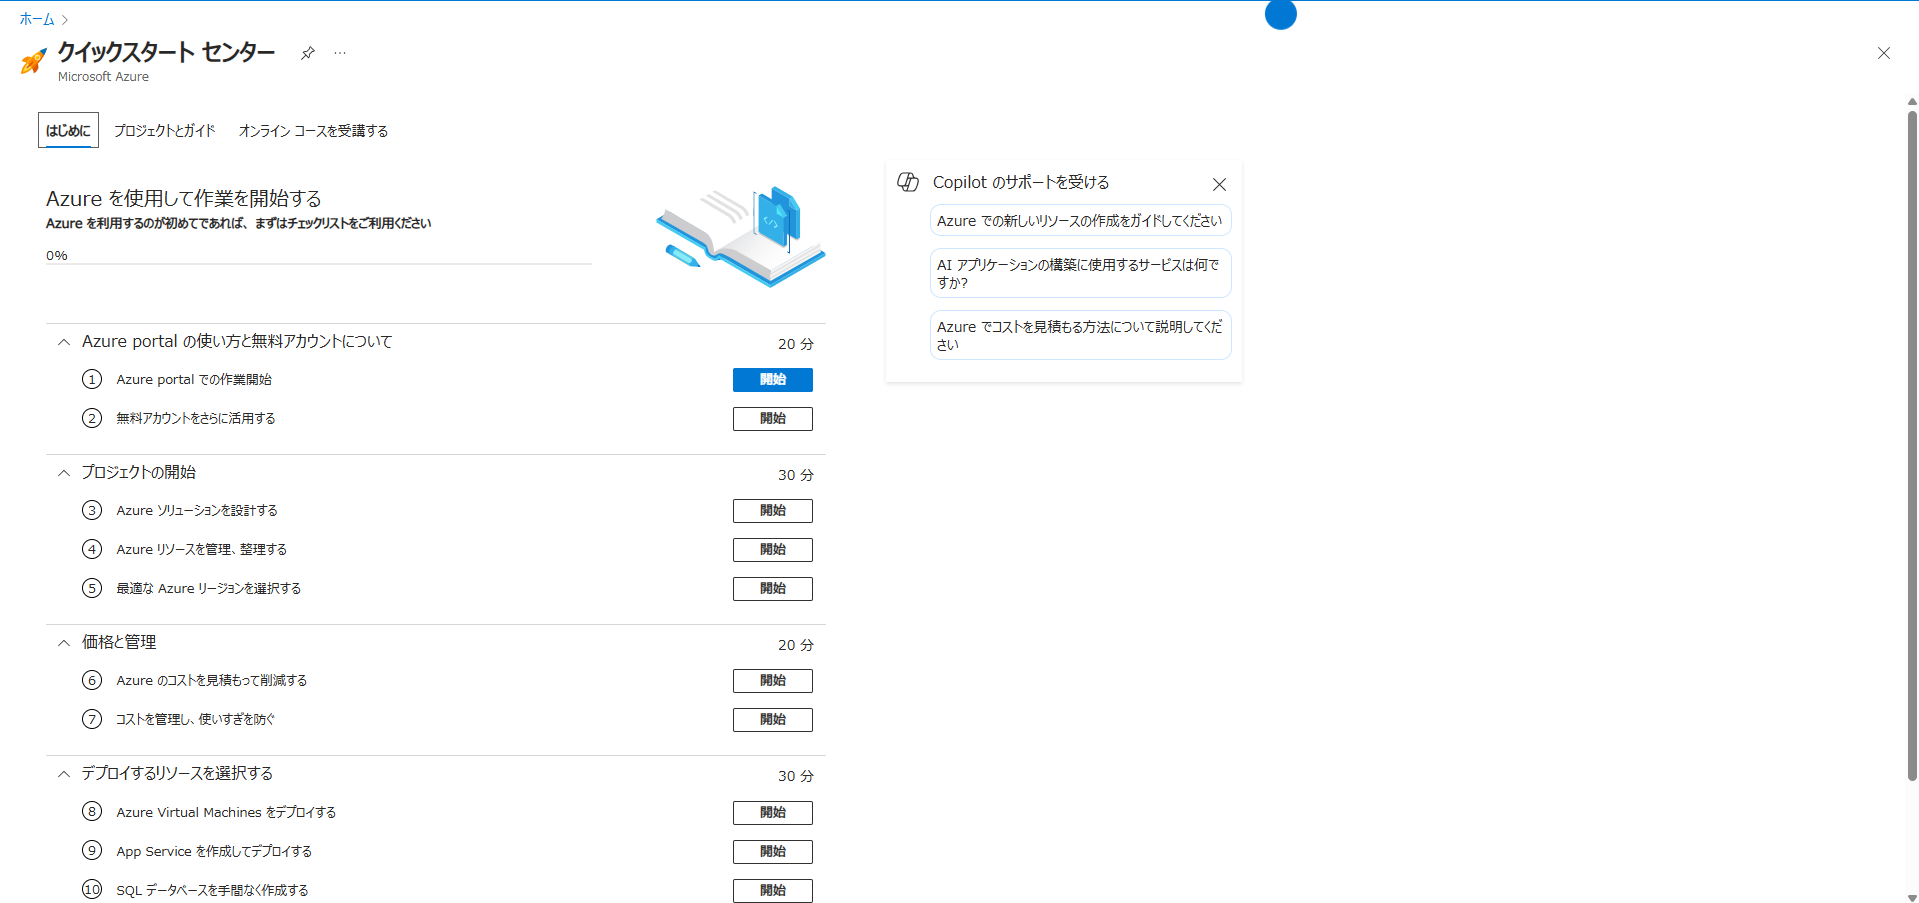 ホーム
クイックスタート センター
Microsoft Azure
はじめに プロジェクトとガイド オンライン コースを受講する
Azure を使用して作業を開始する
Azure を利用するのが初めてであれば、まずはチェックリストをご利用ください
0%
Azure portal の使い方と無料アカウントについて 20 分
1 Azure portal での作業開始 開始
2 無料アカウントをさらに活用する 開始
プロジェクトの開始 30 分
3 Azure ソリューションを設計する 開始
4 Azure リソースを管理、整理する 開始
5 最適な Azure リージョンを選択する 開始
価格と管理 20 分
6 Azure のコストを見積もって削減する 開始
7 コストを管理し、使いすぎを防ぐ 開始
デプロイするリソースを選択する 30 分
8 Azure Virtual Machines をデプロイする 開始
9 App Service を作成してデプロイする 開始
10 SQL データベースを手間なく作成する 開始
Copilot のサポートを受ける
Azure での新しいリソースの作成をガイドしてください
AI アプリケーションの構築に使用するサービスは何で
すか?
Azure でコストを見積もる方法について説明してくだ
さい